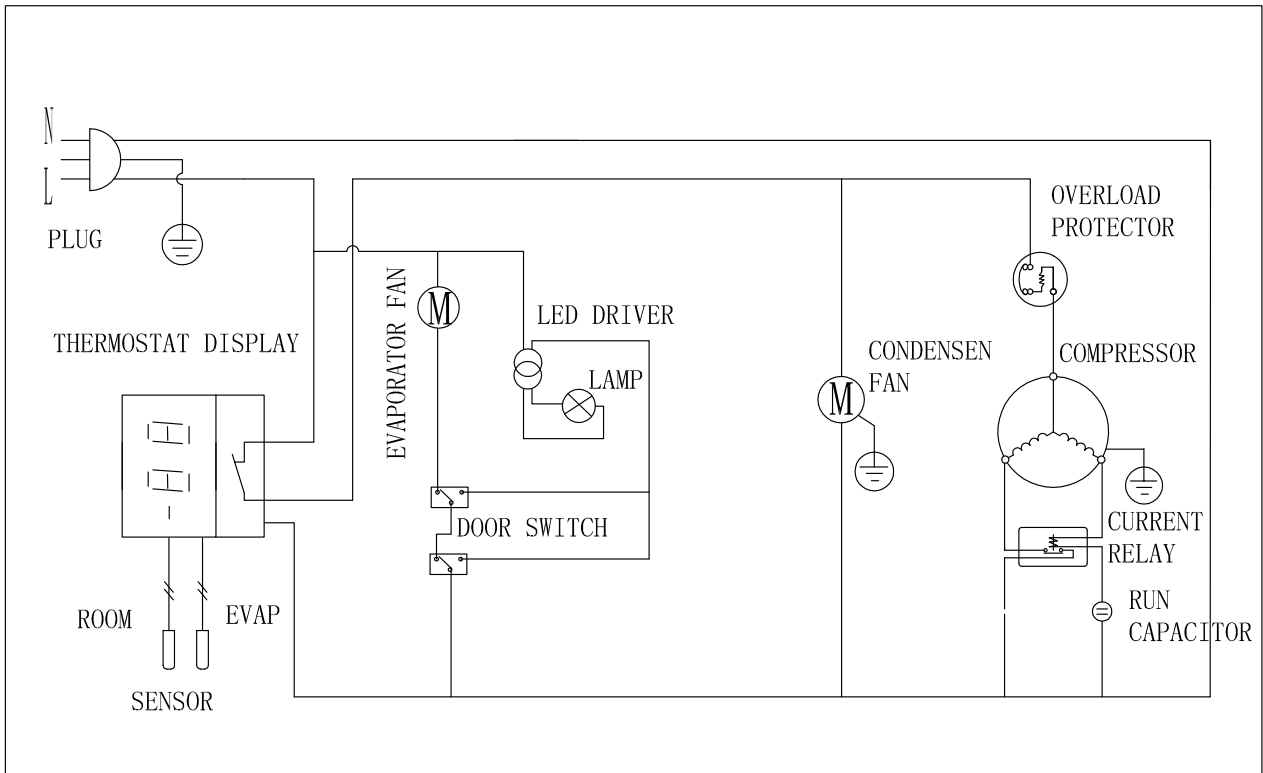 N
L
PLUG
OVERLOAD
PROTECTOR
EVAPORATOR FAN
M
LED DRIVER
THERMOSTAT DISPLAY
LAMP
CONDENSEN
FAN
M
COMPRESSOR
DOOR SWITCH
CURRENT
RELAY
ROOM
EVAP
RUN
CAPACITOR
SENSOR